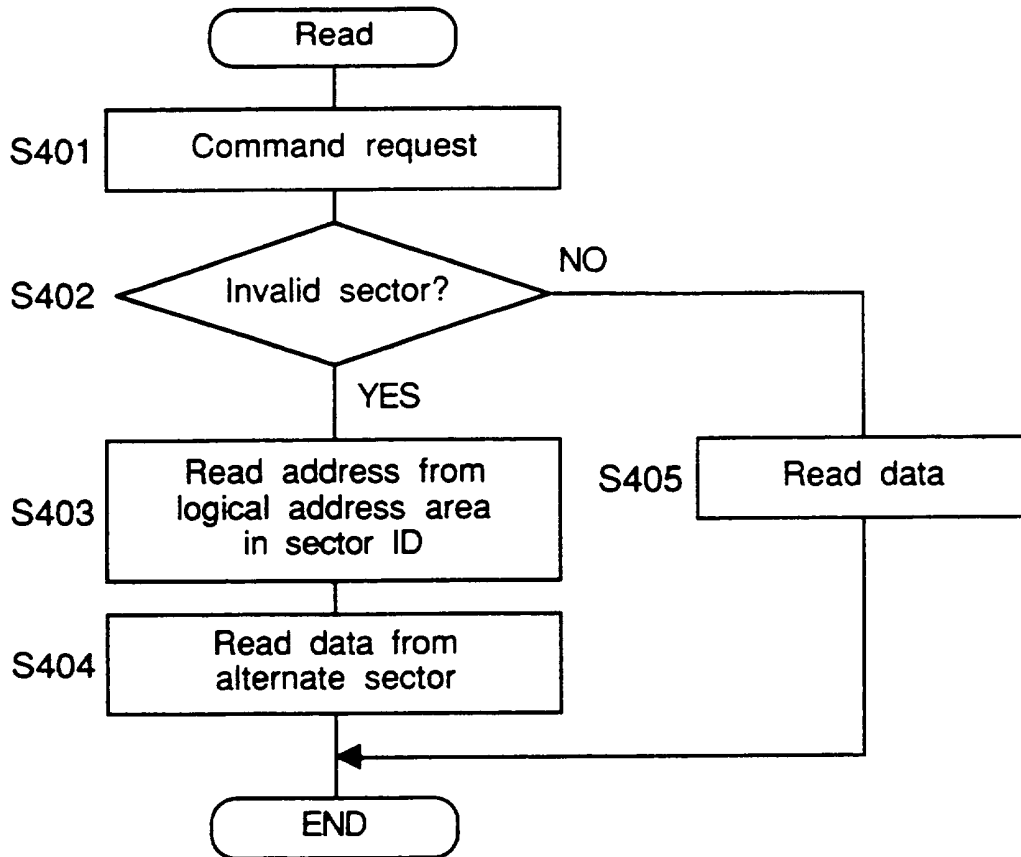 Read
S401
Command request
S402
Invalid sector?
NO
YES
S403
Read address from
logical address area
in sector ID
S405
Read data
S404
Read data from
alternate sector
END